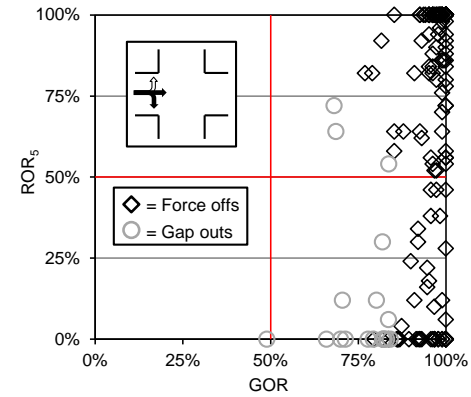 100%
75%
50%
25%
0%
ROR5
= Force offs
= Gap outs
0% 25% 50% 75% 100%
GOR